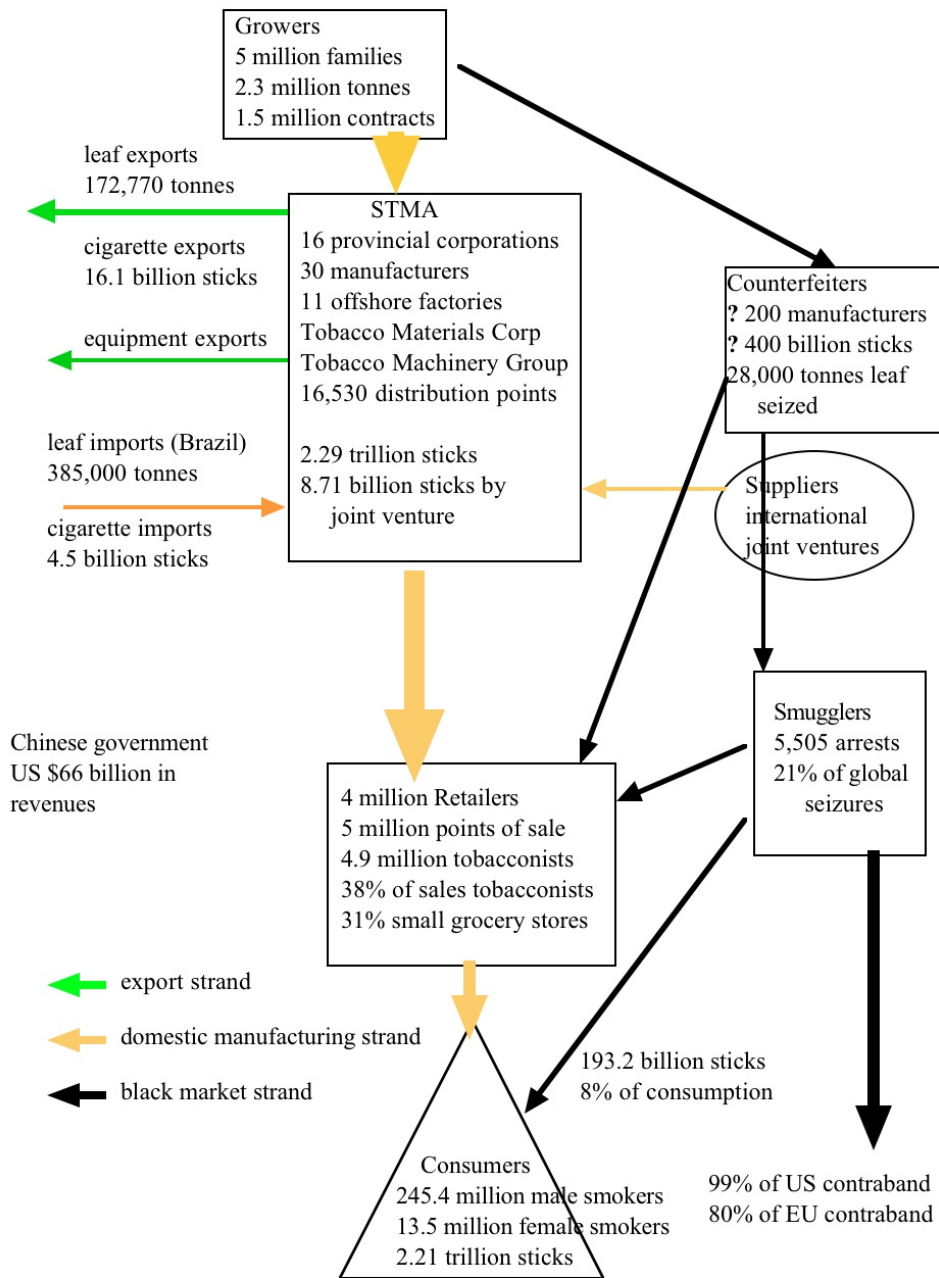 Growers
5 million families
2.3 million tonnes
1.5 million contracts
leaf exports
172,770 tonnes
cigarette exports
16.1 billion sticks
equipment exports
leaf imports (Brazil)
385,000 tonnes
cigarette imports
4.5 billion sticks
STMA
16 provincial corporations
30 manufacturers
11 offshore factories
Tobacco Materials Corp
Tobacco Machinery Group
16,530 distribution points
2.29 trillion sticks
8.71 billion sticks by
joint venture
Counterfeiters
? 200 manufacturers
? 400 billion sticks
28,000 tonnes leaf
seized
Suppliers
international
joint ventures
Smugglers
5,505 arrests
21% of global
seizures
Chinese government
US $66 billion in
revenues
4 million Retailers
5 million points of sale
4.9 million tobacconists
38% of sales tobacconists
31% small grocery stores
export strand
domestic manufacturing strand
black market strand
193.2 billion sticks
8% of consumption
Consumers
245.4 million male smokers
13.5 million female smokers
2.21 trillion sticks
99% of US contraband
80% of EU contraband